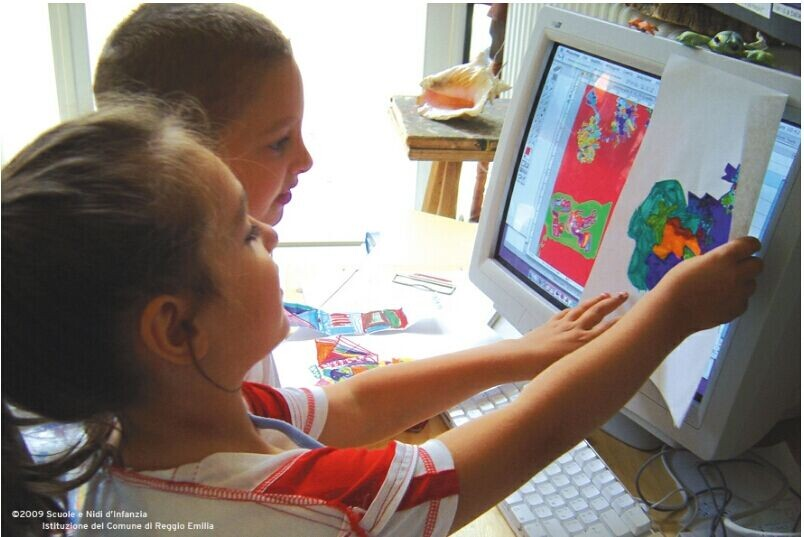 ©2009 Scuole e Nidi d'Infanzia
Istituzione del Comune di Reggio Emilia